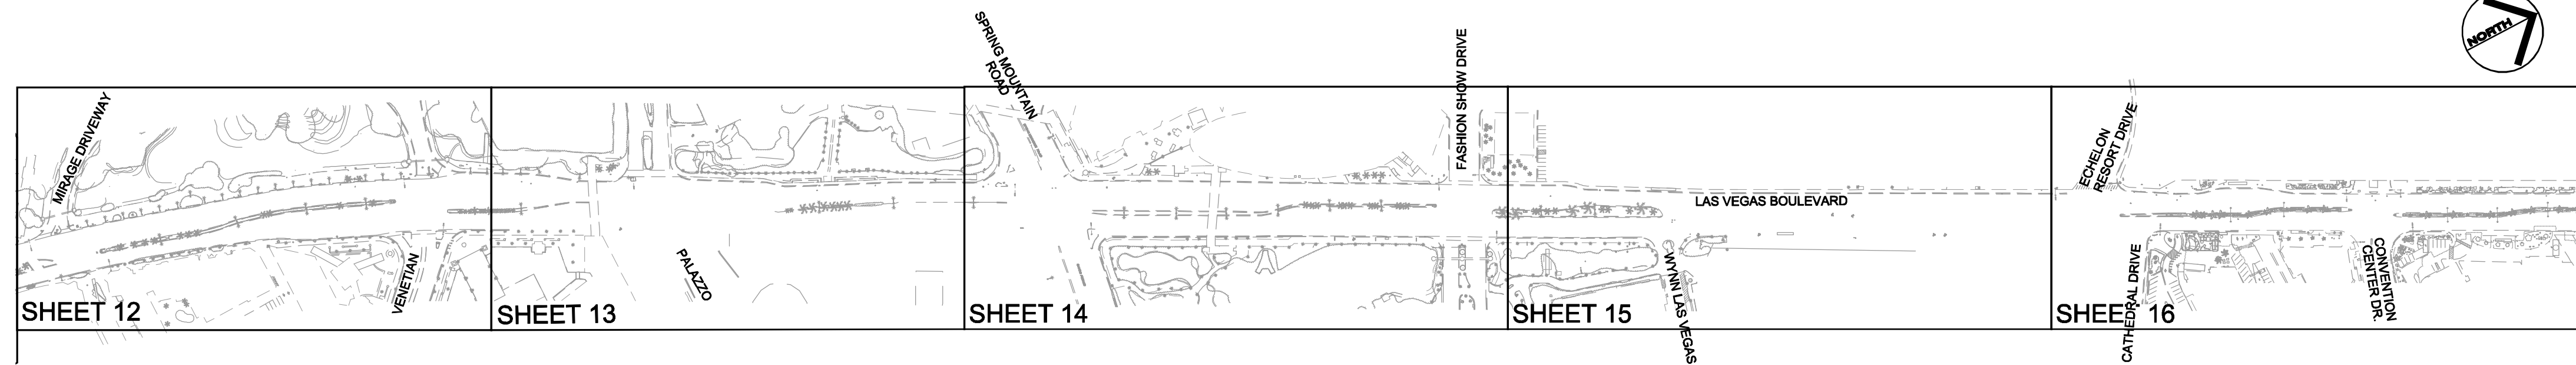 NORTH
SPRING MOUNTAIN
ROAD
FASHION SHOW DRIVE
MIRAGE DRIVEWAY
ECHELON
RESORT DRIVE
LAS VEGAS BOULEVARD
VENETIAN
PALAZZO
WYNN LAS VEGAS
CATHEDRAL DRIVE
CONVENTION
CENTER DR.
SHEET 12
SHEET 13
SHEET 14
SHEET 15
SHEET 16